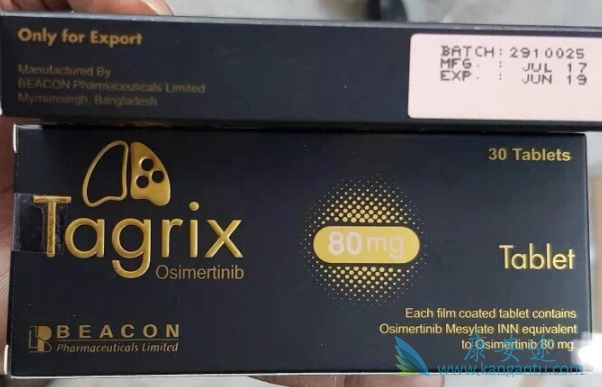 Only for Export
Manufactured By
BEACON Pharmaceuticals Limited
Mymensingh, Bangladesh
BATCH: 2910025
MFG. : JUL 17
EXP. : JUN 19
30 Tablets
Tagrix
Osimertinib
80 mg
Tablet
Each film coated tablet contains
Osimertinib Mesylate INN equivalent
to Osimertinib 80 mg
BEACON
Pharmaceuticals Limited
康安途
www.kangantu.com